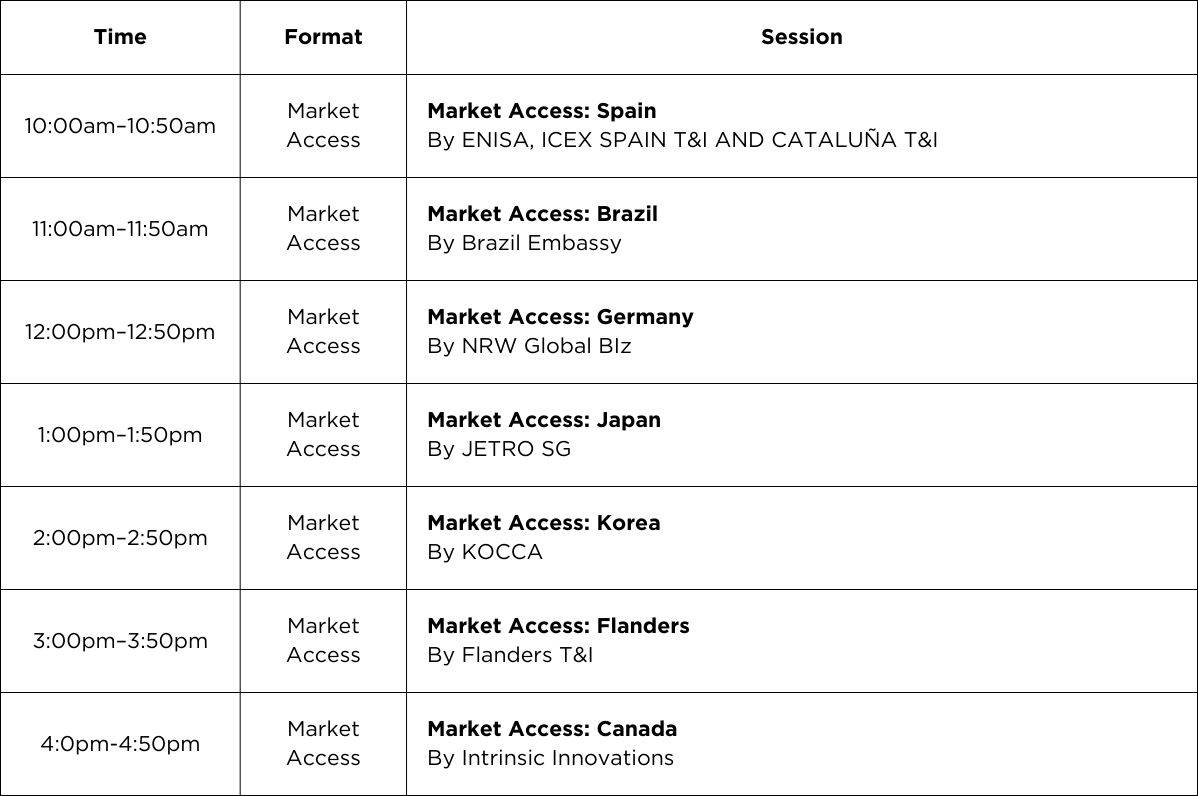 Time Format Session
10:00am–10:50am
Market
Access
Market Access: Spain
By ENISA, ICEX SPAIN T&I AND CATALUÑA T&I
11:00am–11:50am
Market
Access
Market Access: Brazil
By Brazil Embassy
12:00pm–12:50pm
Market
Access
Market Access: Germany
By NRW Global BIz
1:00pm–1:50pm
Market
Access
Market Access: Japan
By JETRO SG
2:00pm–2:50pm
Market
Access
Market Access: Korea
By KOCCA
3:00pm–3:50pm
Market
Access
Market Access: Flanders
By Flanders T&I
4:0pm-4:50pm
Market
Access
Market Access: Canada
By Intrinsic Innovations